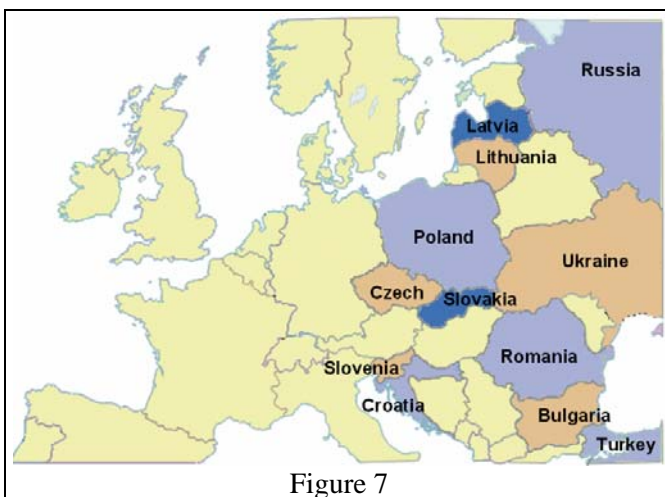 Russia
Latvia
Lithuania
Poland
Ukraine
Czech
Slovakia
Romania
Slovenia
Croatia
Bulgaria
Turkey
Figure 7